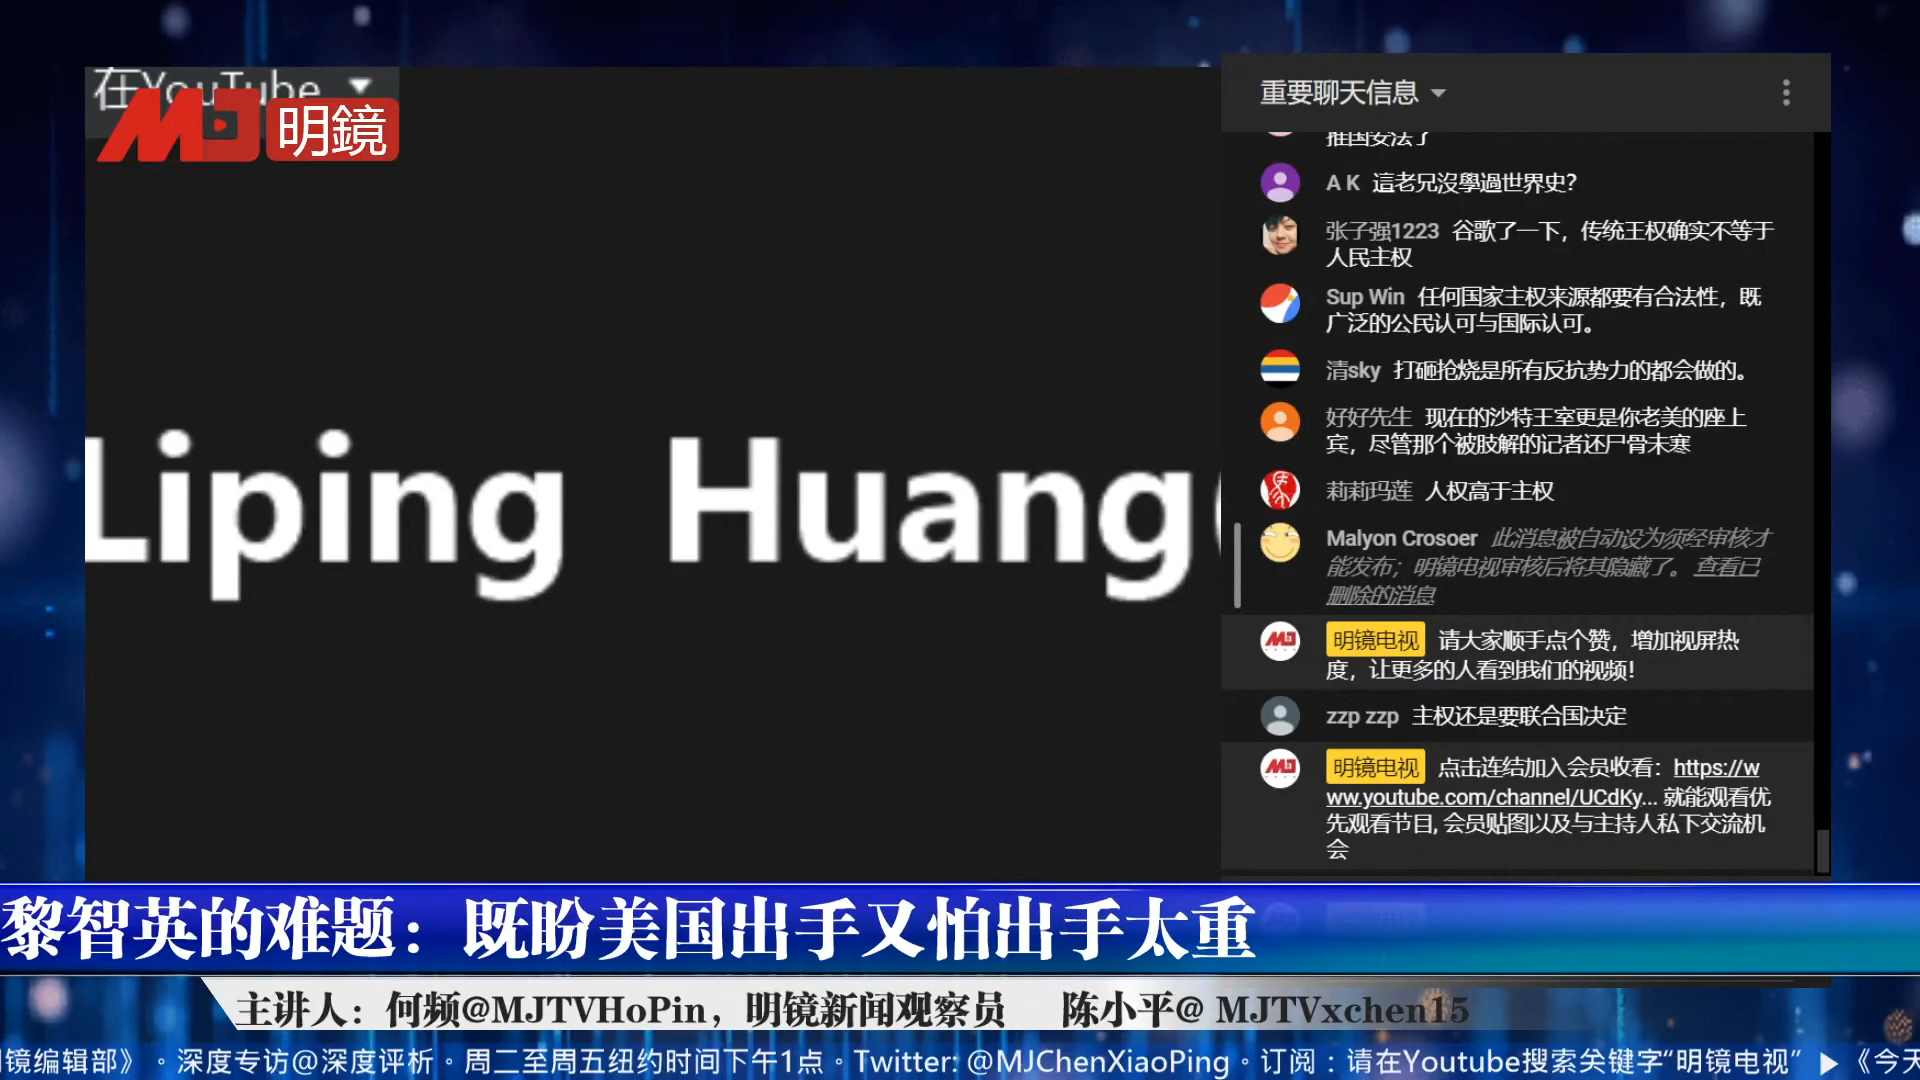 在YouTube
明鏡
Liping Huang
重要聊天信息
推国安法了
A K 這老兄沒學過世界史?
张子强1223 谷歌了一下，传统王权确实不等于
人民主权
Sup Win 任何国家主权来源都要有合法性，既
广泛的公民认可与国际认可。
清sky 打砸抢烧是所有反抗势力的都会做的。
好好先生 现在的沙特王室更是你老美的座上
宾，尽管那个被肢解的记者还尸骨未寒
莉莉玛莲 人权高于主权
Malyon Crosoer 此消息被自动设为须经审核才
能发布；明镜电视审核后将其隐藏了。查看已
删除的消息
明镜电视 请大家顺手点个赞，增加视屏热
度，让更多的人看到我们的视频!
zzp zzp 主权还是要联合国决定
明镜电视 点击连结加入会员收看：https://w
ww.youtube.com/channel/UCdKy... 就能观看优
先观看节目, 会员贴图以及与主持人私下交流机
会
黎智英的难题：既盼美国出手又怕出手太重
主讲人：何频@MJTVHoPin，明镜新闻观察员 陈小平@ MJTVxchen15
镜编辑部》。深度专访@深度评析。周二至周五纽约时间下午1点。Twitter: @MJChenXiaoPing。订阅：请在Youtube搜索关键字“明镜电视” ▶《今天